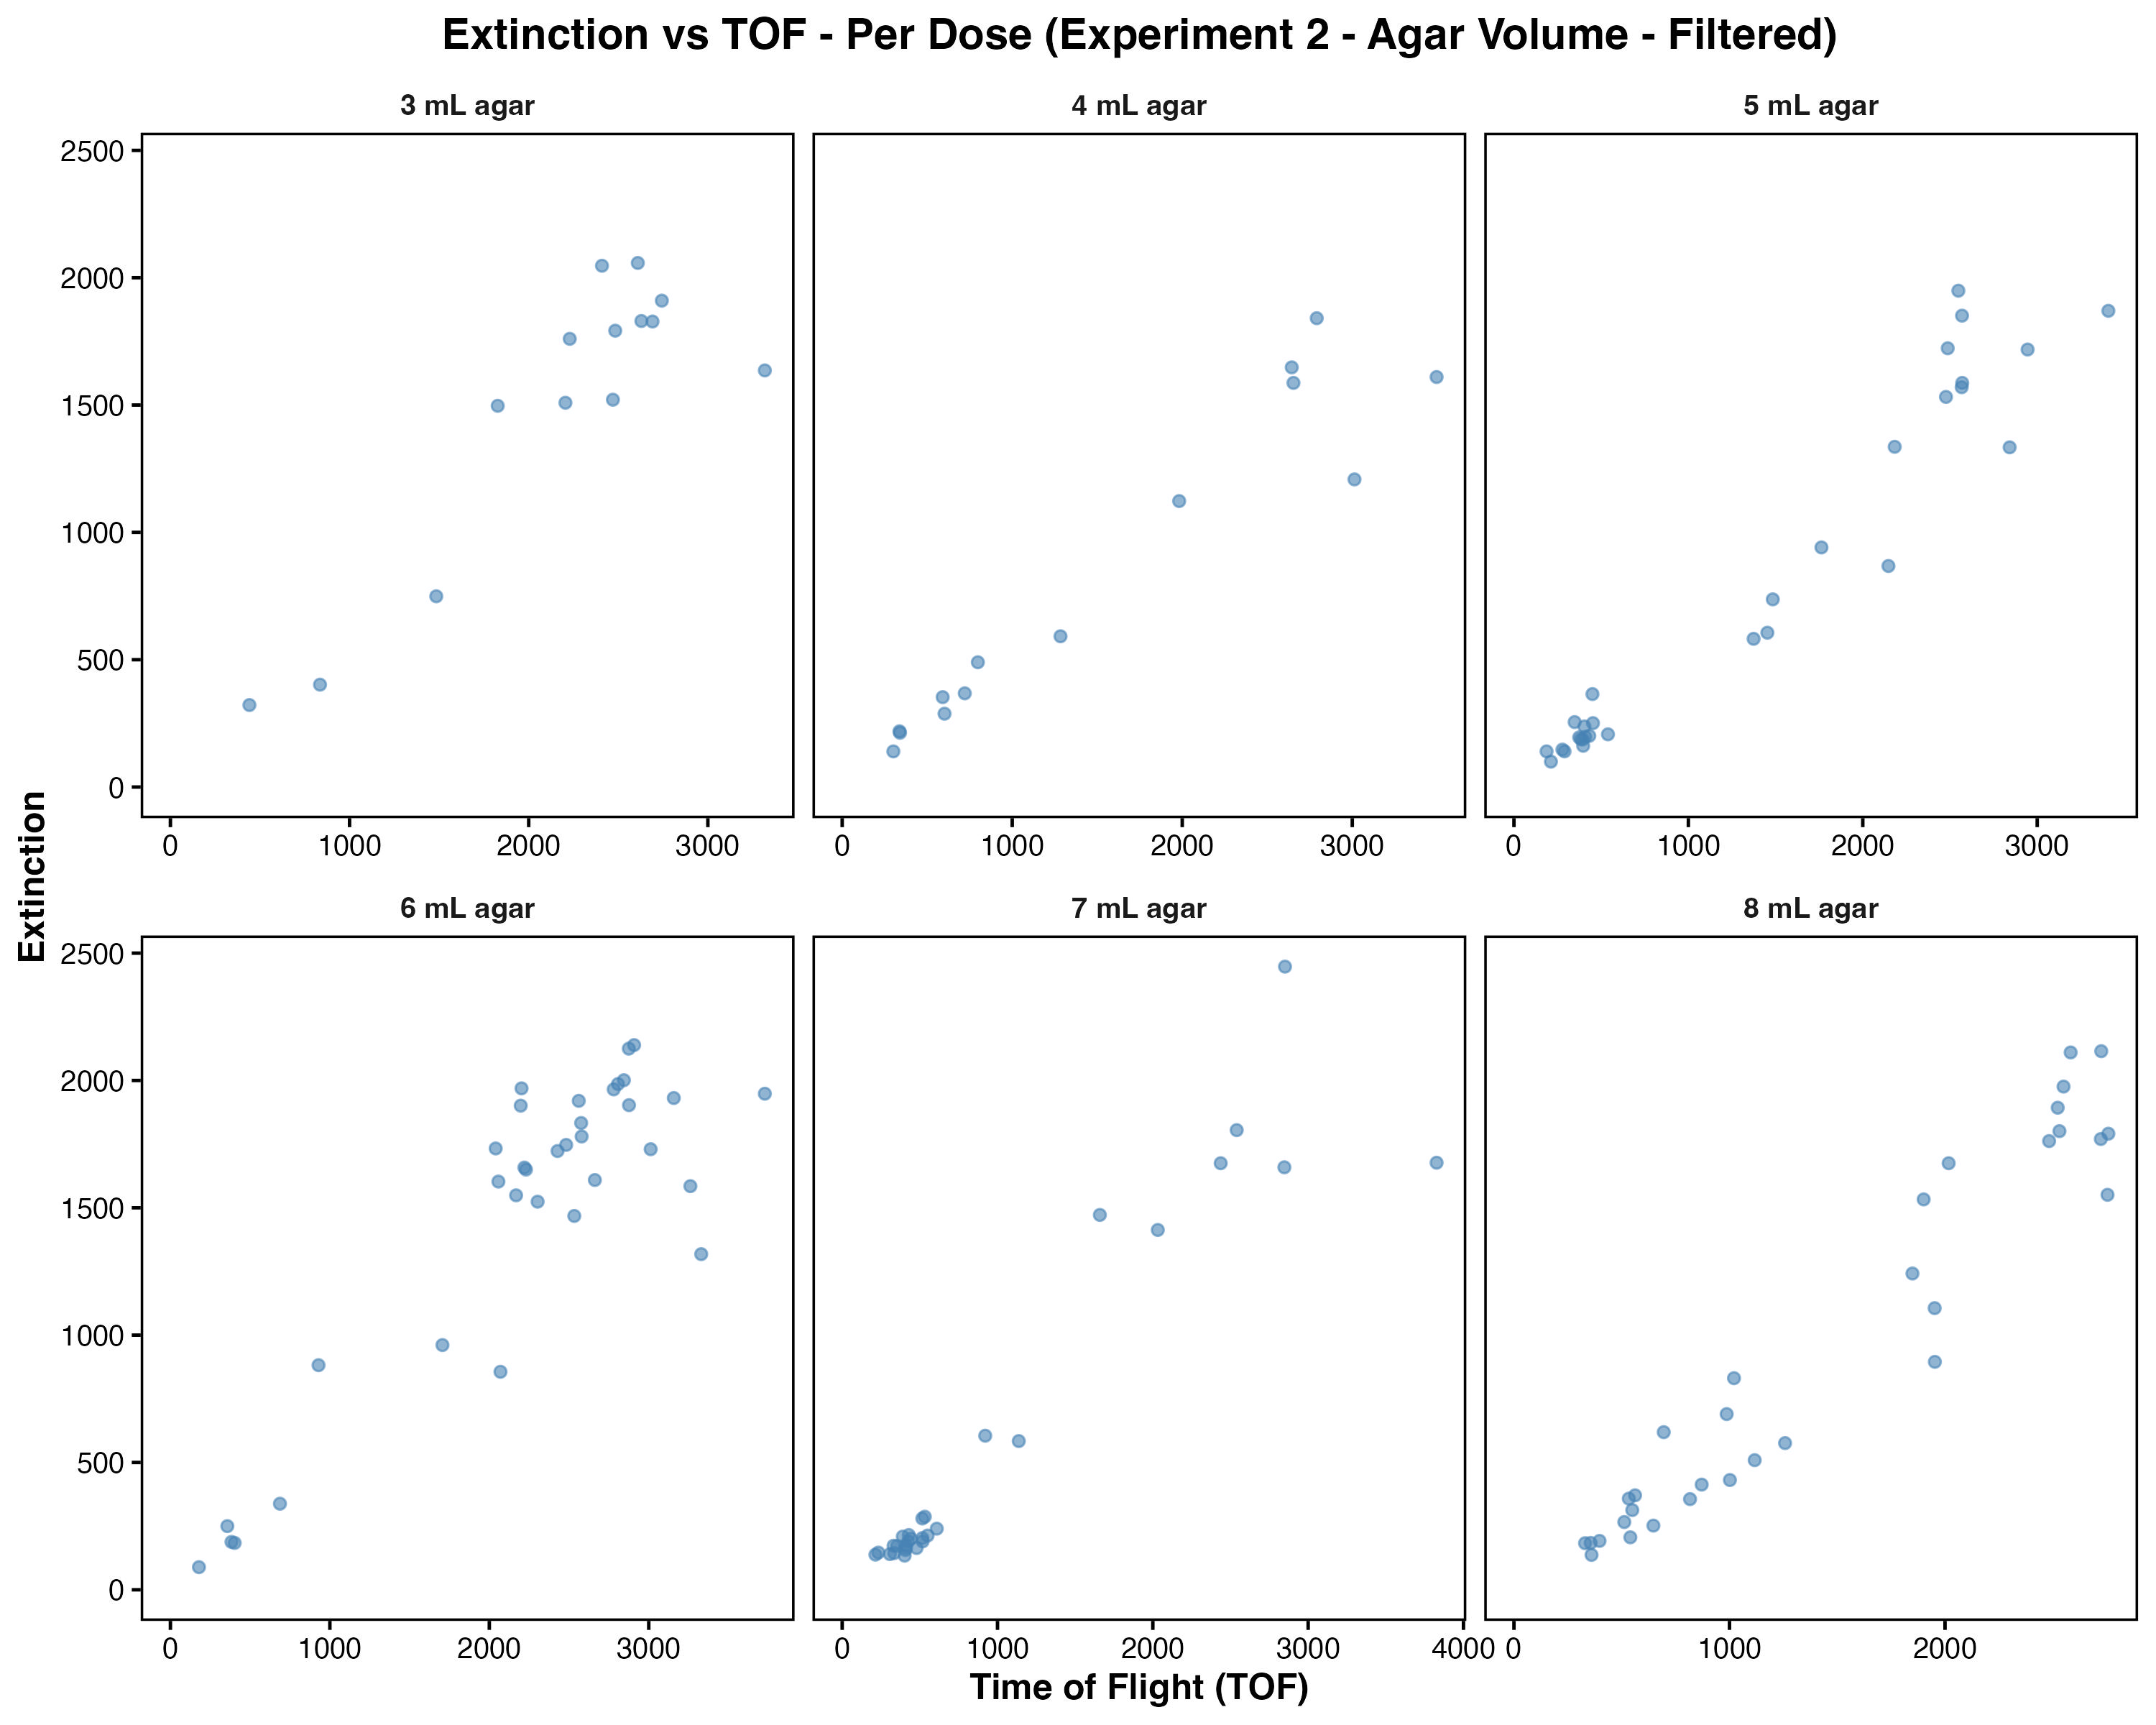 Extinction vs TOF - Per Dose (Experiment 2 - Agar Volume - Filtered)
3 mL agar
4 mL agar
5 mL agar
2500
2000
1500
1000
500
0
0 1000 2000 3000
0 1000 2000 3000
0 1000 2000 3000
Extinction
6 mL agar
7 mL agar
8 mL agar
2500
2000
1500
1000
500
0
0 1000 2000 3000
0 1000 2000 3000 4000
0 1000 2000
Time of Flight (TOF)